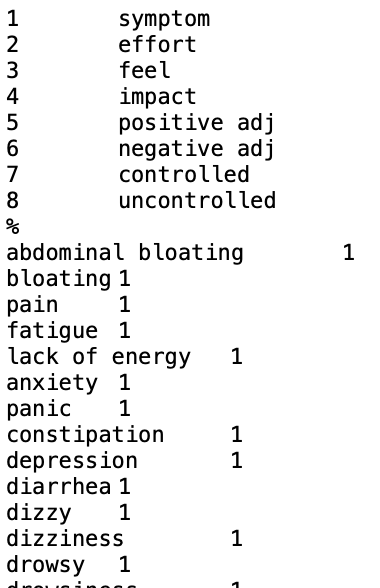 1 symptom
2 effort
3 feel
4 impact
5 positive adj
6 negative adj
7 controlled
8 uncontrolled
%
abdominal bloating 1
bloating 1
pain 1
fatigue 1
lack of energy 1
anxiety 1
panic 1
constipation 1
depression 1
diarrhea 1
dizzy 1
dizziness 1
drowsy 1
drowsiness 1